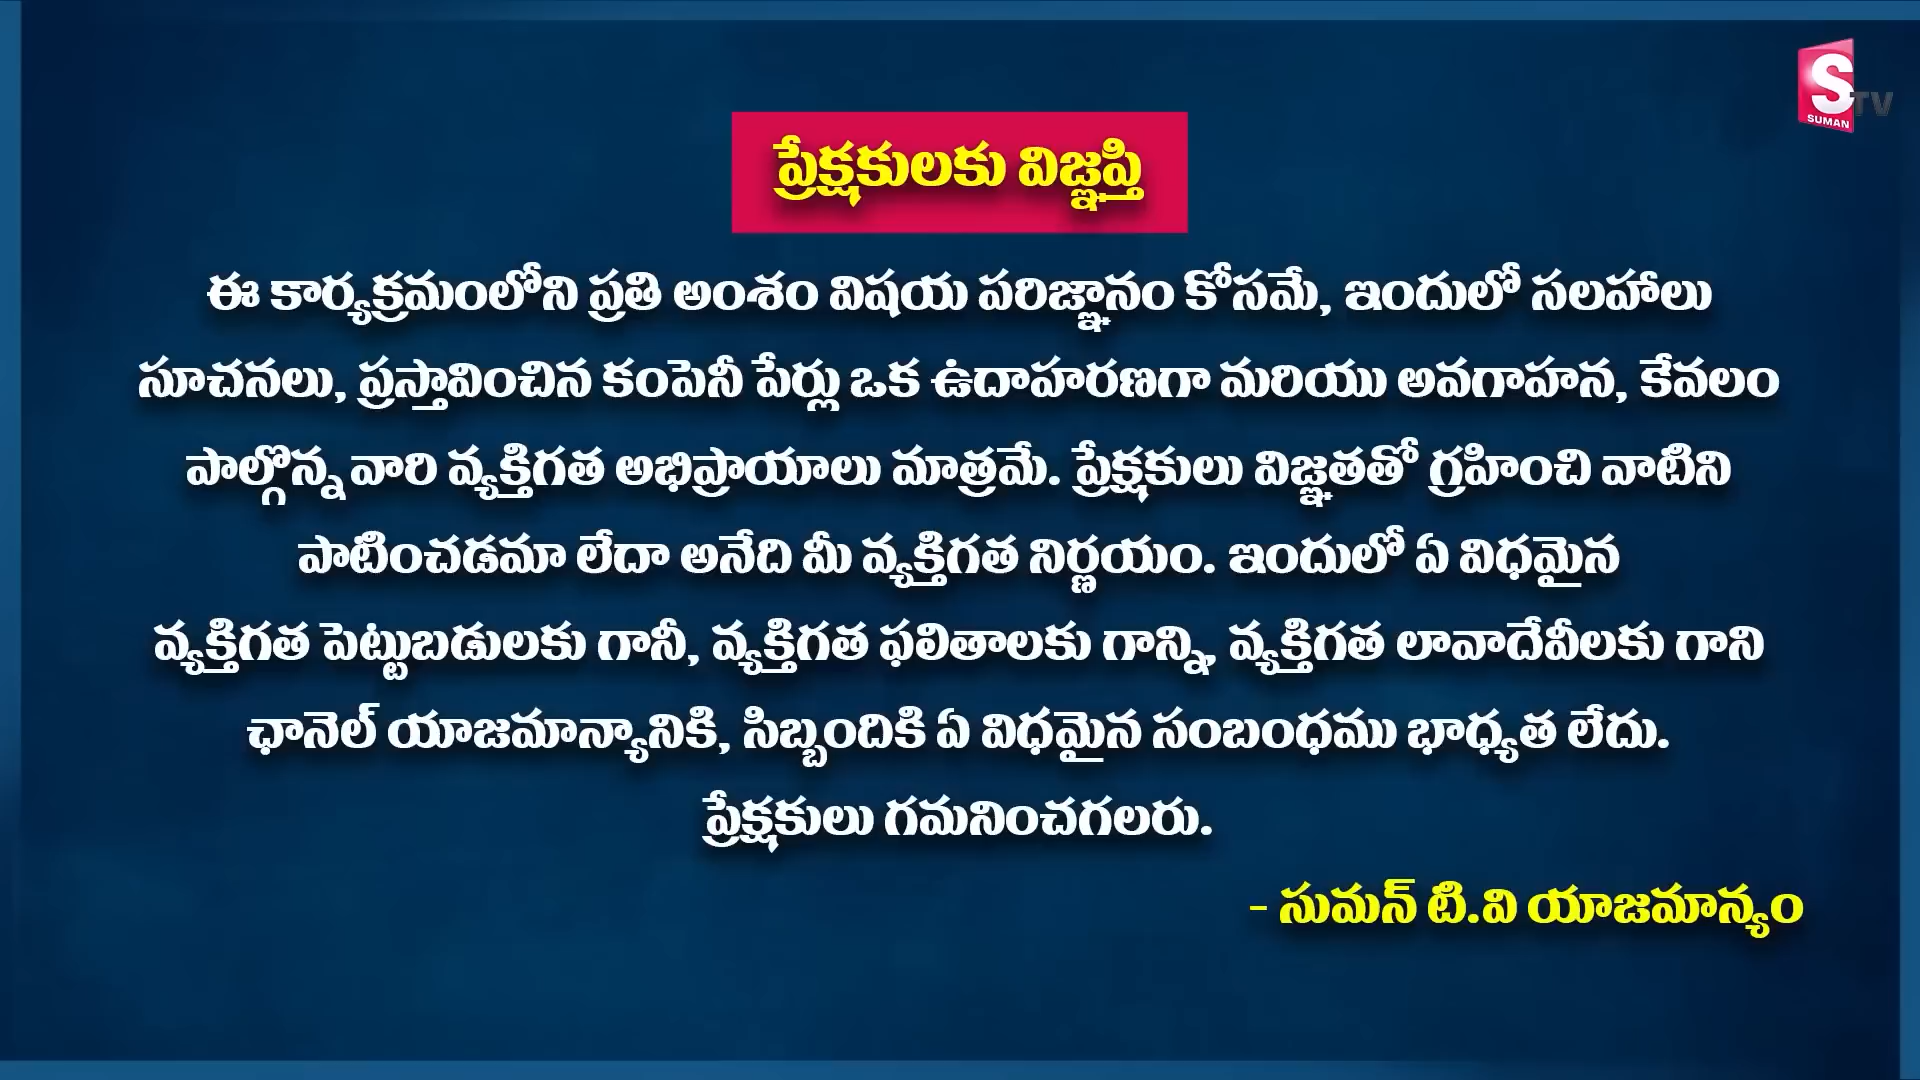 S TV
SUMAN
ప్రేక్షకులకు విజ్ఞప్తి
ఈ కార్యక్రమంలోని ప్రతి అంశం విషయ పరిజ్ఞానం కోసమే, ఇందులో సలహాలు
సూచనలు, ప్రస్తావించిన కంపెనీ పేర్లు ఒక ఉదాహరణగా మరియు అవగాహన, కేవలం
పాల్గొన్న వారి వ్యక్తిగత అభిప్రాయాలు మాత్రమే. ప్రేక్షకులు విజ్ఞతతో గ్రహించి వాటిని
పాటించడమా లేదా అనేది మీ వ్యక్తిగత నిర్ణయం. ఇందులో ఏ విధమైన
వ్యక్తిగత పెట్టుబడులకు గానీ, వ్యక్తిగత ఫలితాలకు గాన్ని, వ్యక్తిగత లావాదేవీలకు గాని
ఛానెల్ యాజమాన్యానికి, సిబ్బందికి ఏ విధమైన సంబంధము భాధ్యత లేదు.
ప్రేక్షకులు గమనించగలరు.
- సుమన్ టి.వి యాజమాన్యం